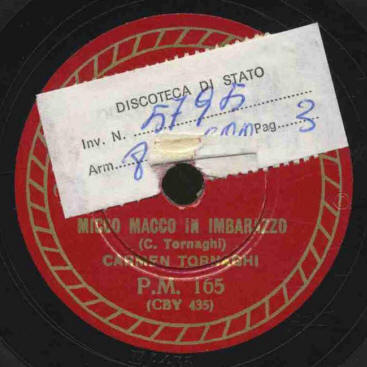 DISCOTECA DI STATO
Inv. N. 5795
Arm. 8 Pag. 3
MICCO MACCO IN IMBARAZZO
(C. Tornaghi)
CARMEN TORNAGHI
P.M. 165
(CBY 435)